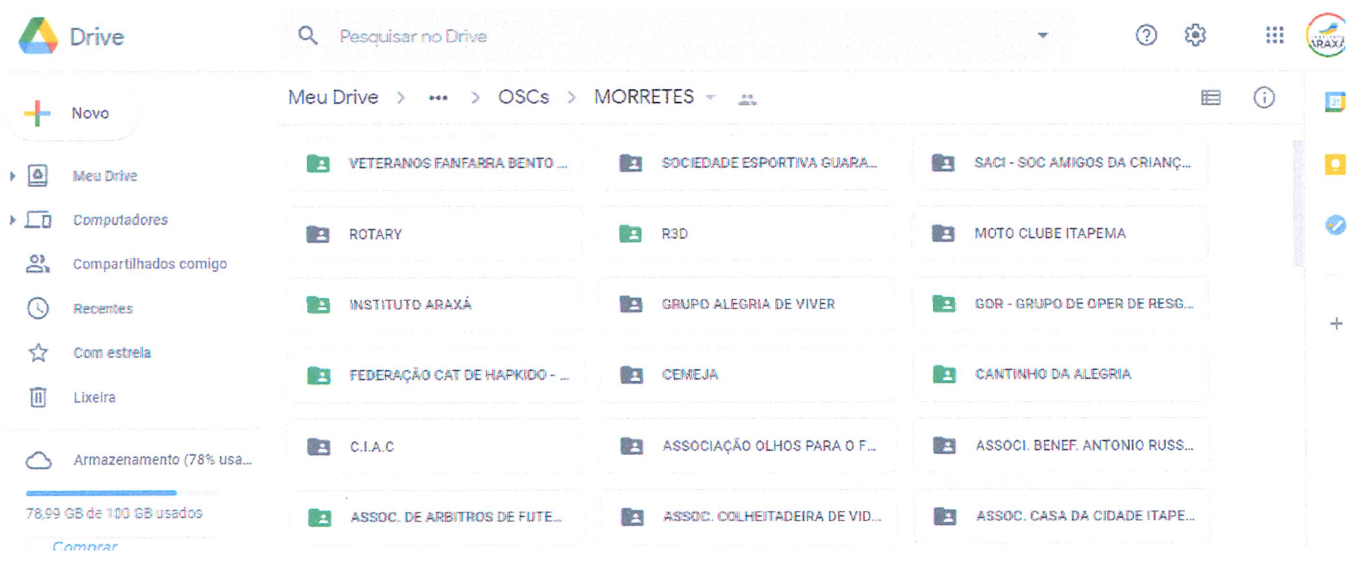 Drive
Pesquisar no Drive
Novo
Meu Drive > ••• > OSCs > MORRETES
Meu Drive
Computadores
Compartilhados comigo
Recentes
Com estrela
Lixeira
Armazenamento (78% usa...
78,99 GB de 100 GB usados
Comprar
VETERANOS FANFARRA BENTO ...
SOCIEDADE ESPORTIVA GUARA...
SACI - SOC AMIGOS DA CRIANÇ...
ROTARY
R3D
MOTO CLUBE ITAPEMA
INSTITUTO ARAXÁ
GRUPO ALEGRIA DE VIVER
GOR - GRUPO DE OPER DE RESG...
FEDERAÇÃO CAT DE HAPKIDO - ...
CEMEJA
CANTINHO DA ALEGRIA
C.I.A.C
ASSOCIAÇÃO OLHOS PARA O F...
ASSOCI. BENEF. ANTONIO RUSS...
ASSOC. DE ARBITROS DE FUTE...
ASSOC. COLHEITADEIRA DE VID...
ASSOC. CASA DA CIDADE ITAPE...
ARAXÁ
31